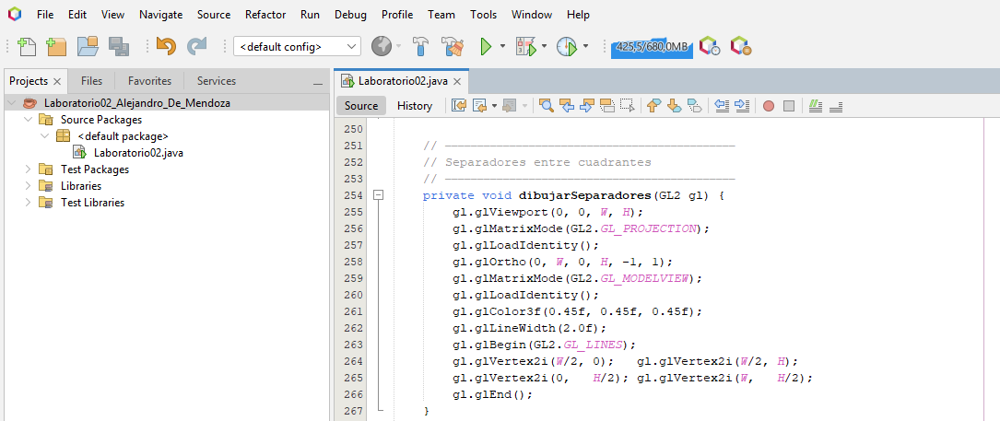 File Edit View Navigate Source Refactor Run Debug Profile Team Tools Window Help
<default config> 425,5/680,0MB
Projects Files Favorites Services
Laboratorio02.java
Source History
Laboratorio02_Alejandro_De_Mendoza
Source Packages
<default package>
Laboratorio02.java
Test Packages
Libraries
Test Libraries
250
251 // ────────────────────────────────────────
252 // Separadores entre cuadrantes
253 // ────────────────────────────────────────
254 private void dibujarSeparadores(GL2 gl) {
255 gl.glViewport(0, 0, W, H);
256 gl.glMatrixMode(GL2.GL_PROJECTION);
257 gl.glLoadIdentity();
258 gl.glOrtho(0, W, 0, H, -1, 1);
259 gl.glMatrixMode(GL2.GL_MODELVIEW);
260 gl.glLoadIdentity();
261 gl.glColor3f(0.45f, 0.45f, 0.45f);
262 gl.glLineWidth(2.0f);
263 gl.glBegin(GL2.GL_LINES);
264 gl.glVertex2i(W/2, 0);   gl.glVertex2i(W/2, H);
265 gl.glVertex2i(0,   H/2); gl.glVertex2i(W,   H/2);
266 gl.glEnd();
267 }